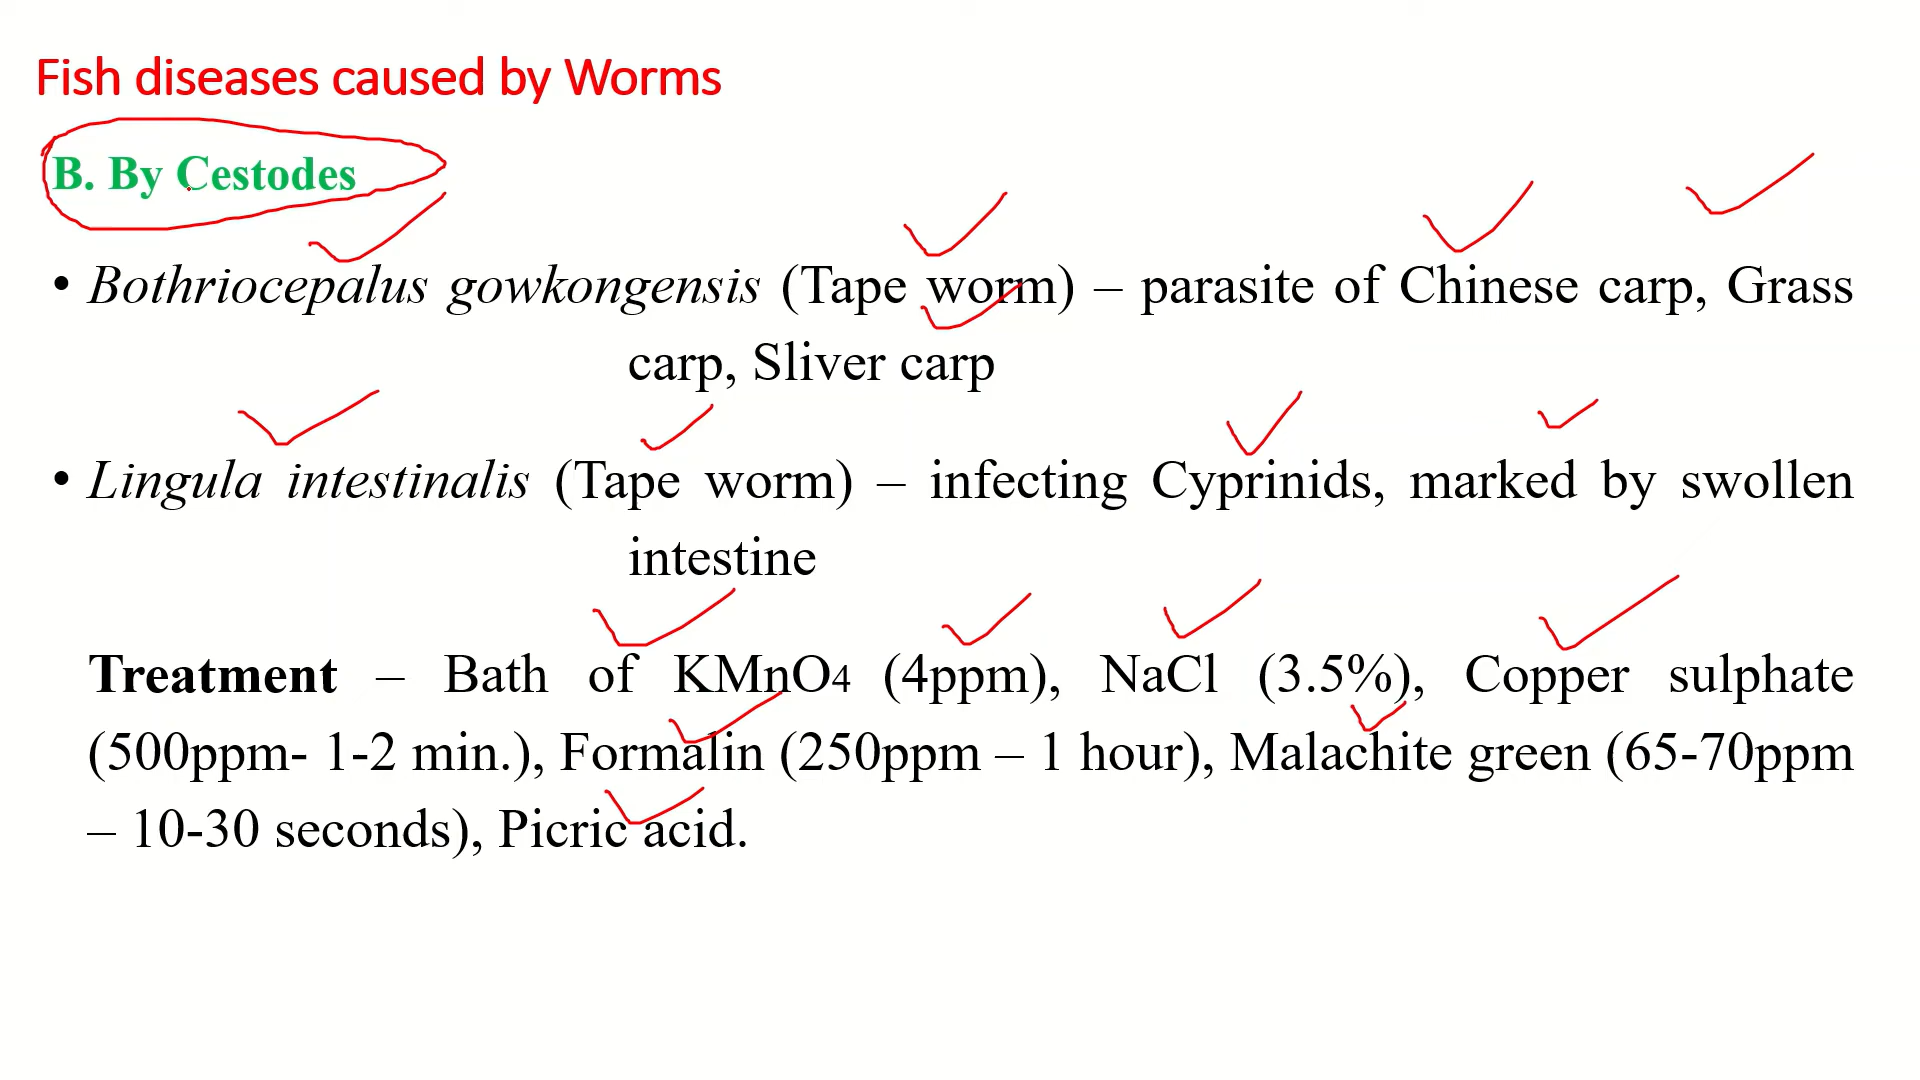 Fish diseases caused by Worms
B. By Cestodes
• Bothriocepalus gowkongensis (Tape worm) – parasite of Chinese carp, Grass
carp, Sliver carp
• Lingula intestinalis (Tape worm) – infecting Cyprinids, marked by swollen
intestine
Treatment – Bath of KMnO4 (4ppm), NaCl (3.5%), Copper sulphate
(500ppm- 1-2 min.), Formalin (250ppm – 1 hour), Malachite green (65-70ppm
– 10-30 seconds), Picric acid.